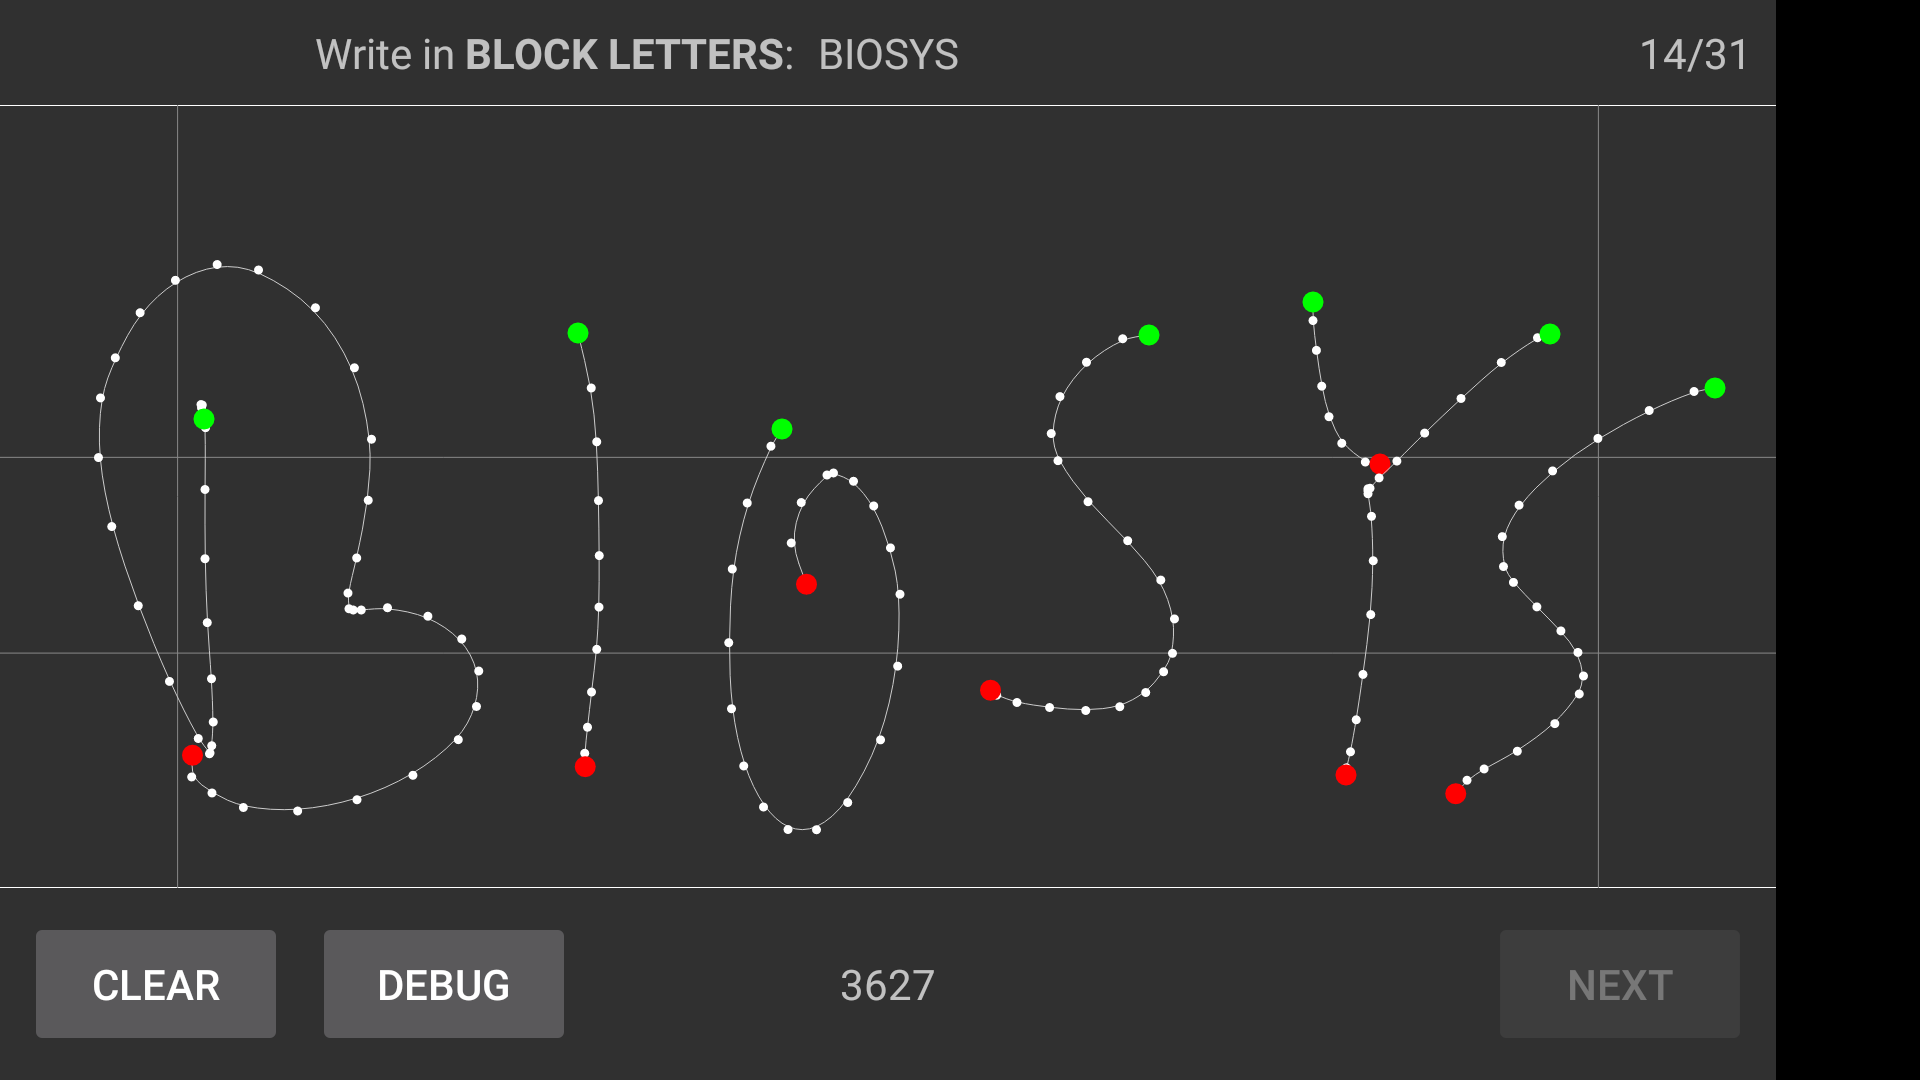 Write in BLOCK LETTERS: BIOSYS
14/31
BIOSYS
CLEAR DEBUG 3627 NEXT